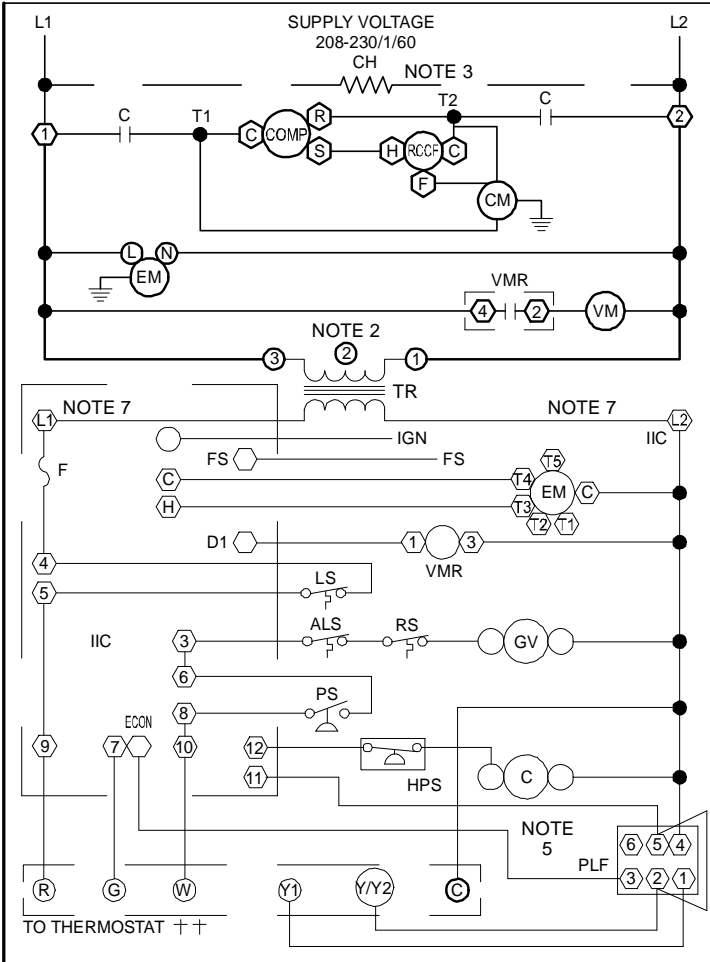 L1 SUPPLY VOLTAGE L2
208-230/1/60
CH NOTE 3
C T1 T2 C
1 C COMP R S H RCCF C F 2
CM
L N
EM
VMR
4 2 VM
NOTE 2
3 2 1
TR
L1 NOTE 7 NOTE 7 L2
IGN IIC
F FS FS
C T4 T5 EM C
H T3 T2 T1
D1 1 3
VMR
4 LS
5
IIC 3 ALS RS GV
6
8 PS
ECON
9 7 10 12
HPS C
11
NOTE
5
6 5 4
PLF
3 2 1
R G W Y1 Y/Y2 C
TO THERMOSTAT ++